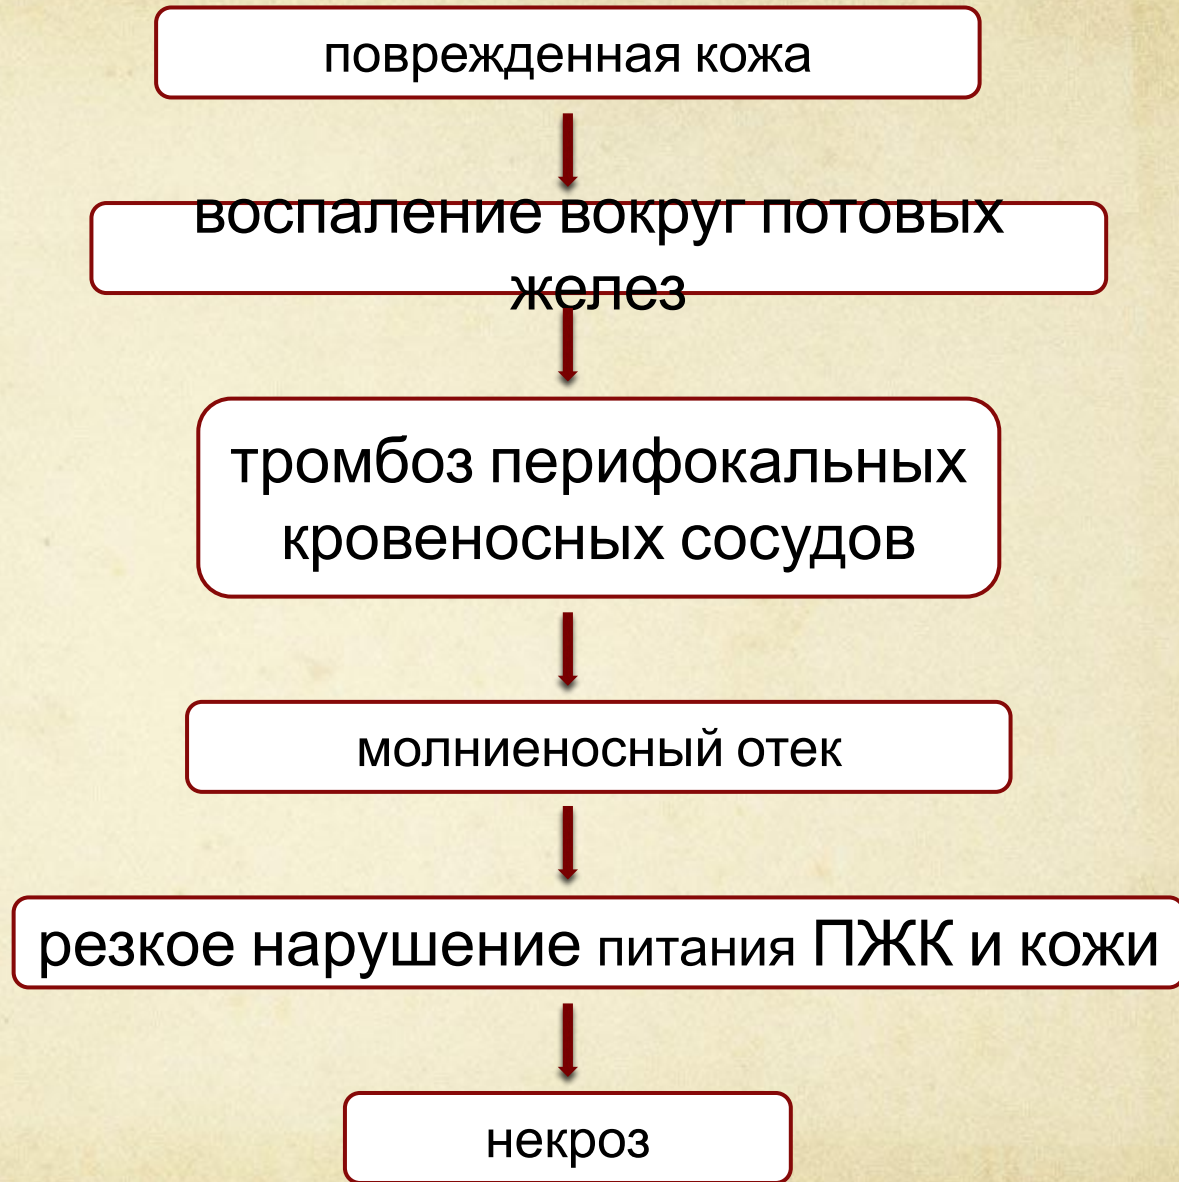 поврежденная кожа
воспаление вокруг потовых
желез
тромбоз перифокальных
кровеносных сосудов
молниеносный отек
резкое нарушение питания ПЖК и кожи
некроз